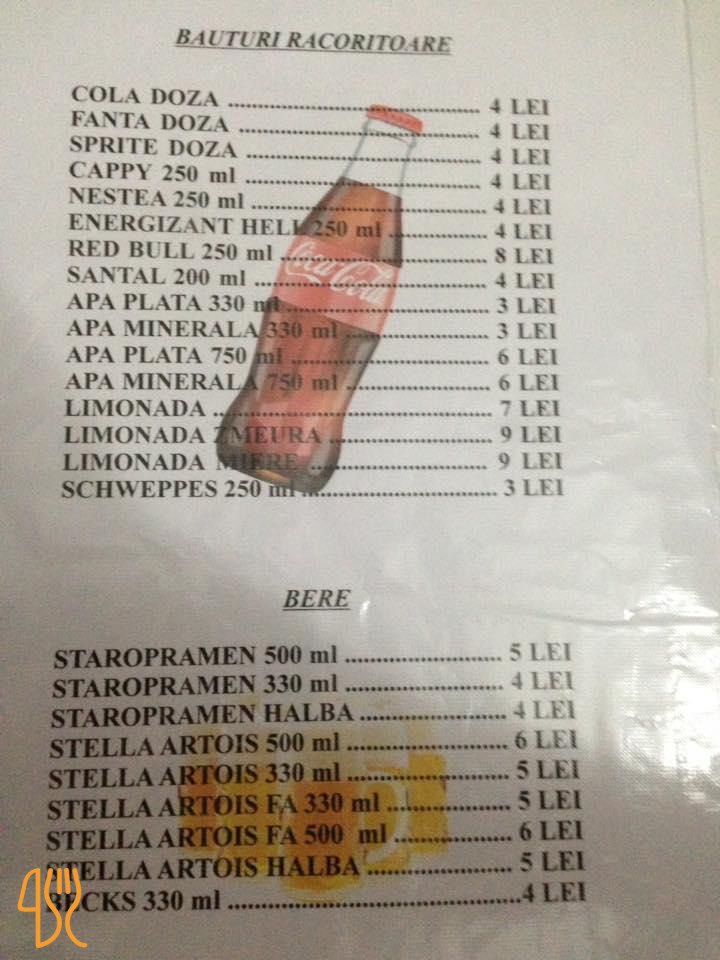 BAUTURI RACORITOARE
COLA DOZA .................................... 4 LEI
FANTA DOZA .................................. 4 LEI
SPRITE DOZA ................................. 4 LEI
CAPPY 250 ml ................................. 4 LEI
NESTEA 250 ml ................................. 4 LEI
ENERGIZANT HELL 250 ml .............. 4 LEI
RED BULL 250 ml ............................. 8 LEI
SANTAL 200 ml ................................. 4 LEI
APA PLATA 330 ml ............................. 3 LEI
APA MINERALA 330 ml .................... 3 LEI
APA PLATA 750 ml ............................ 6 LEI
APA MINERALA 750 ml .................... 6 LEI
LIMONADA ....................................... 7 LEI
LIMONADA ZMEURA ....................... 9 LEI
LIMONADA MIERE ......................... 9 LEI
SCHWEPPES 250 ml ........................... 3 LEI
BERE
STAROPRAMEN 500 ml ....................... 5 LEI
STAROPRAMEN 330 ml ....................... 4 LEI
STAROPRAMEN HALBA ..................... 4 LEI
STELLA ARTOIS 500 ml ....................... 6 LEI
STELLA ARTOIS 330 ml ....................... 5 LEI
STELLA ARTOIS FA 330 ml ................. 5 LEI
STELLA ARTOIS FA 500 ml ................. 6 LEI
STELLA ARTOIS HALBA ..................... 5 LEI
BECKS 330 ml ..........................................4 LEI
Coca-Cola